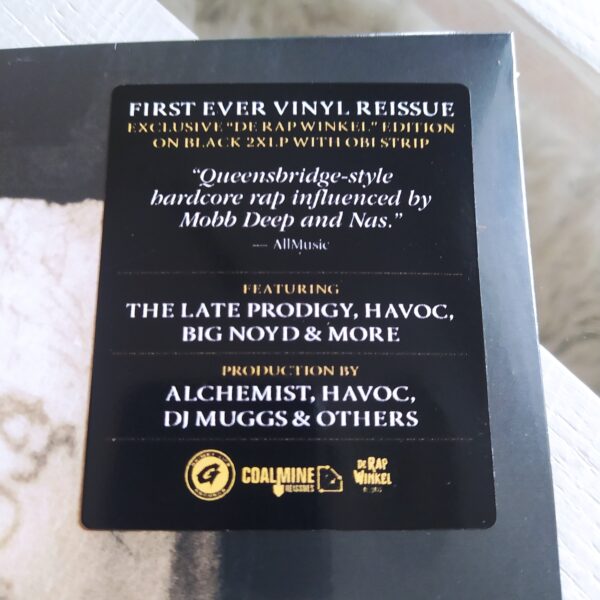 FIRST EVER VINYL REISSUE
EXCLUSIVE "DE RAP WINKEL" EDITION
ON BLACK 2XLP WITH OBI STRIP
"Queensbridge-style
hardcore rap influenced by
Mobb Deep and Nas."
— AllMusic
FEATURING
THE LATE PRODIGY, HAVOC,
BIG NOYD & MORE
PRODUCTION BY
ALCHEMIST, HAVOC,
DJ MUGGS & OTHERS
G
COALMINE
RECORDS
DE RAP
WINKEL